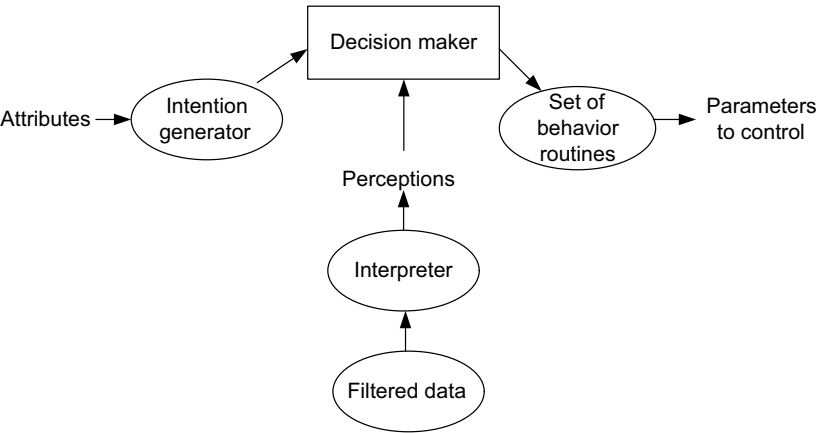 Decision maker
Attributes
Intention
generator
Set of
behavior
routines
Parameters
to control
Perceptions
Interpreter
Filtered data